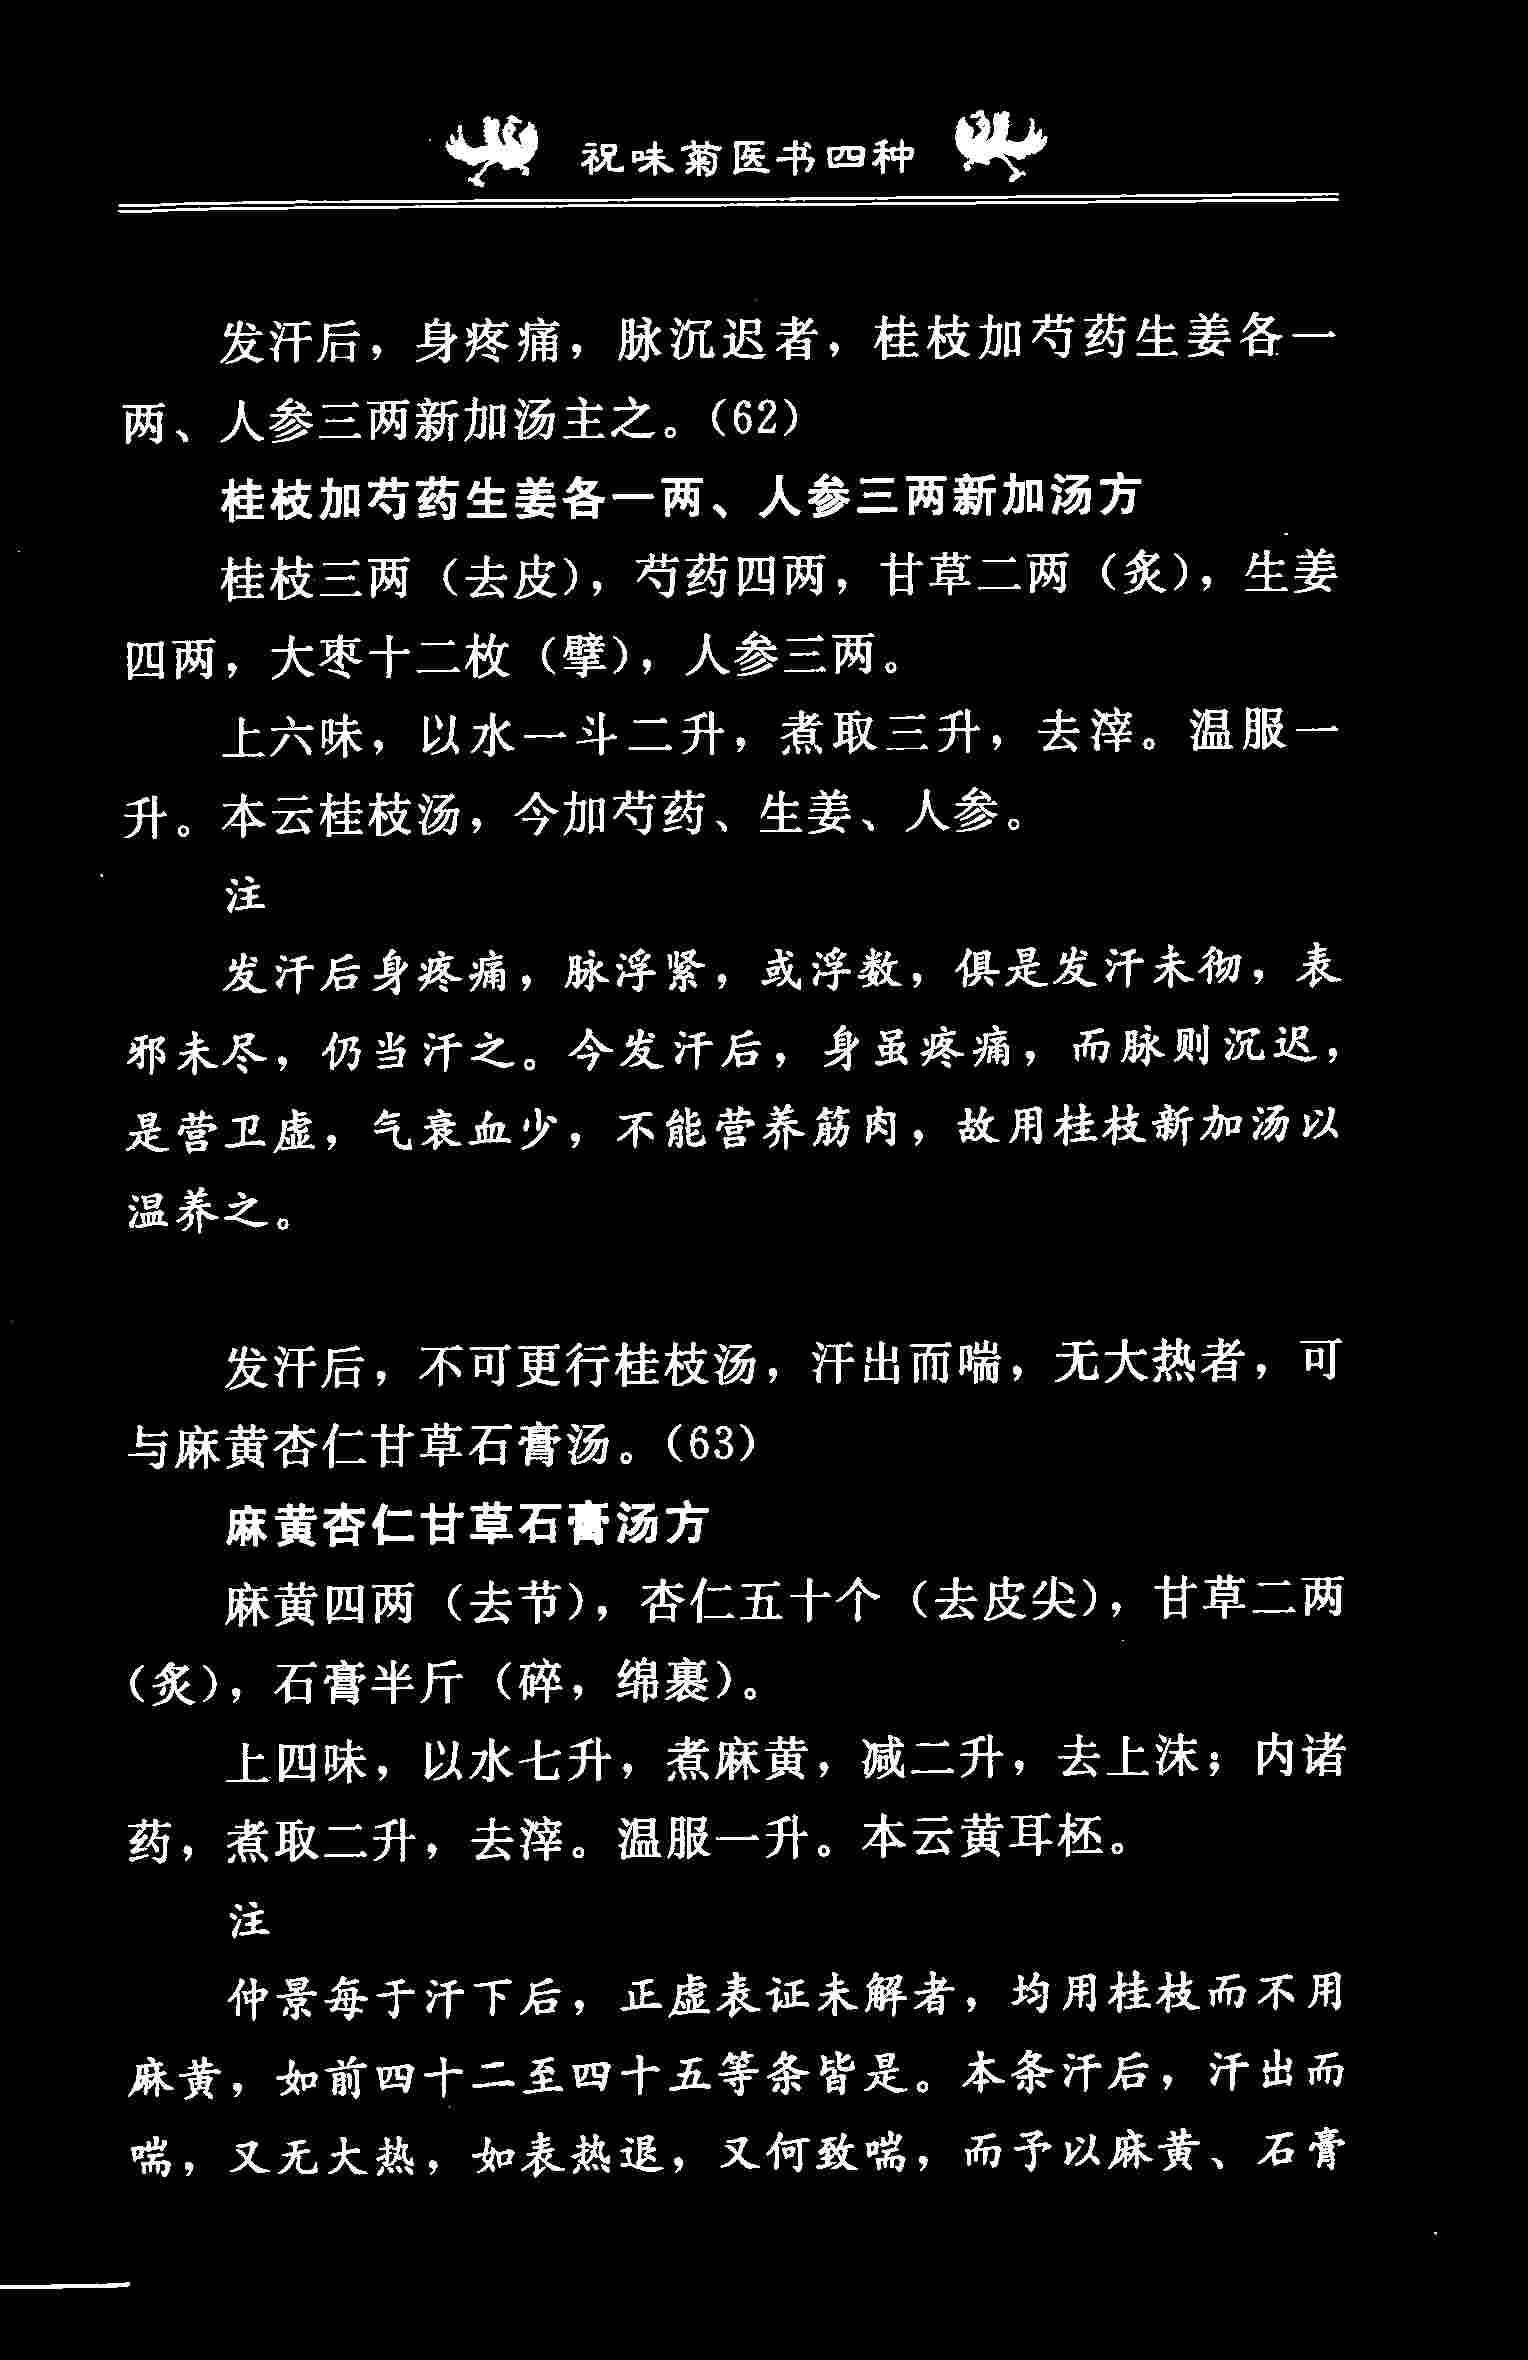 祝味菊医书四种
发汗后，身疼痛，脉沉迟者，桂枝加芍药生姜各一
两、人参三两新加汤主之。(62)
桂枝加芍药生姜各一两、人参三两新加汤方
桂枝三两（去皮），芍药四两，甘草二两（炙），生姜
四两，大枣十二枚（擘），人参三两。
上六味，以水一斗二升，煮取三升，去滓。温服一
升。本云桂枝汤，今加芍药、生姜、人参。
注
发汗后身疼痛，脉浮紧，或浮数，俱是发汗未彻，表
邪未尽，仍当汗之。今发汗后，身虽疼痛，而脉则沉迟，
是营卫虚，气衰血少，不能营养筋肉，故用桂枝新加汤以
温养之。
发汗后，不可更行桂枝汤，汗出而喘，无大热者，可
与麻黄杏仁甘草石膏汤。(63)
麻黄杏仁甘草石膏汤方
麻黄四两（去节），杏仁五十个（去皮尖），甘草二两
（炙），石膏半斤（碎，绵裹）。
上四味，以水七升，煮麻黄，减二升，去上沫；内诸
药，煮取二升，去滓。温服一升。本云黄耳柸。
注
仲景每于汗下后，正虚表证未解者，均用桂枝而不用
麻黄，如前四十二至四十五等条皆是。本条汗后，汗出而
喘，又无大热，如表热退，又何致喘，而予以麻黄、石膏